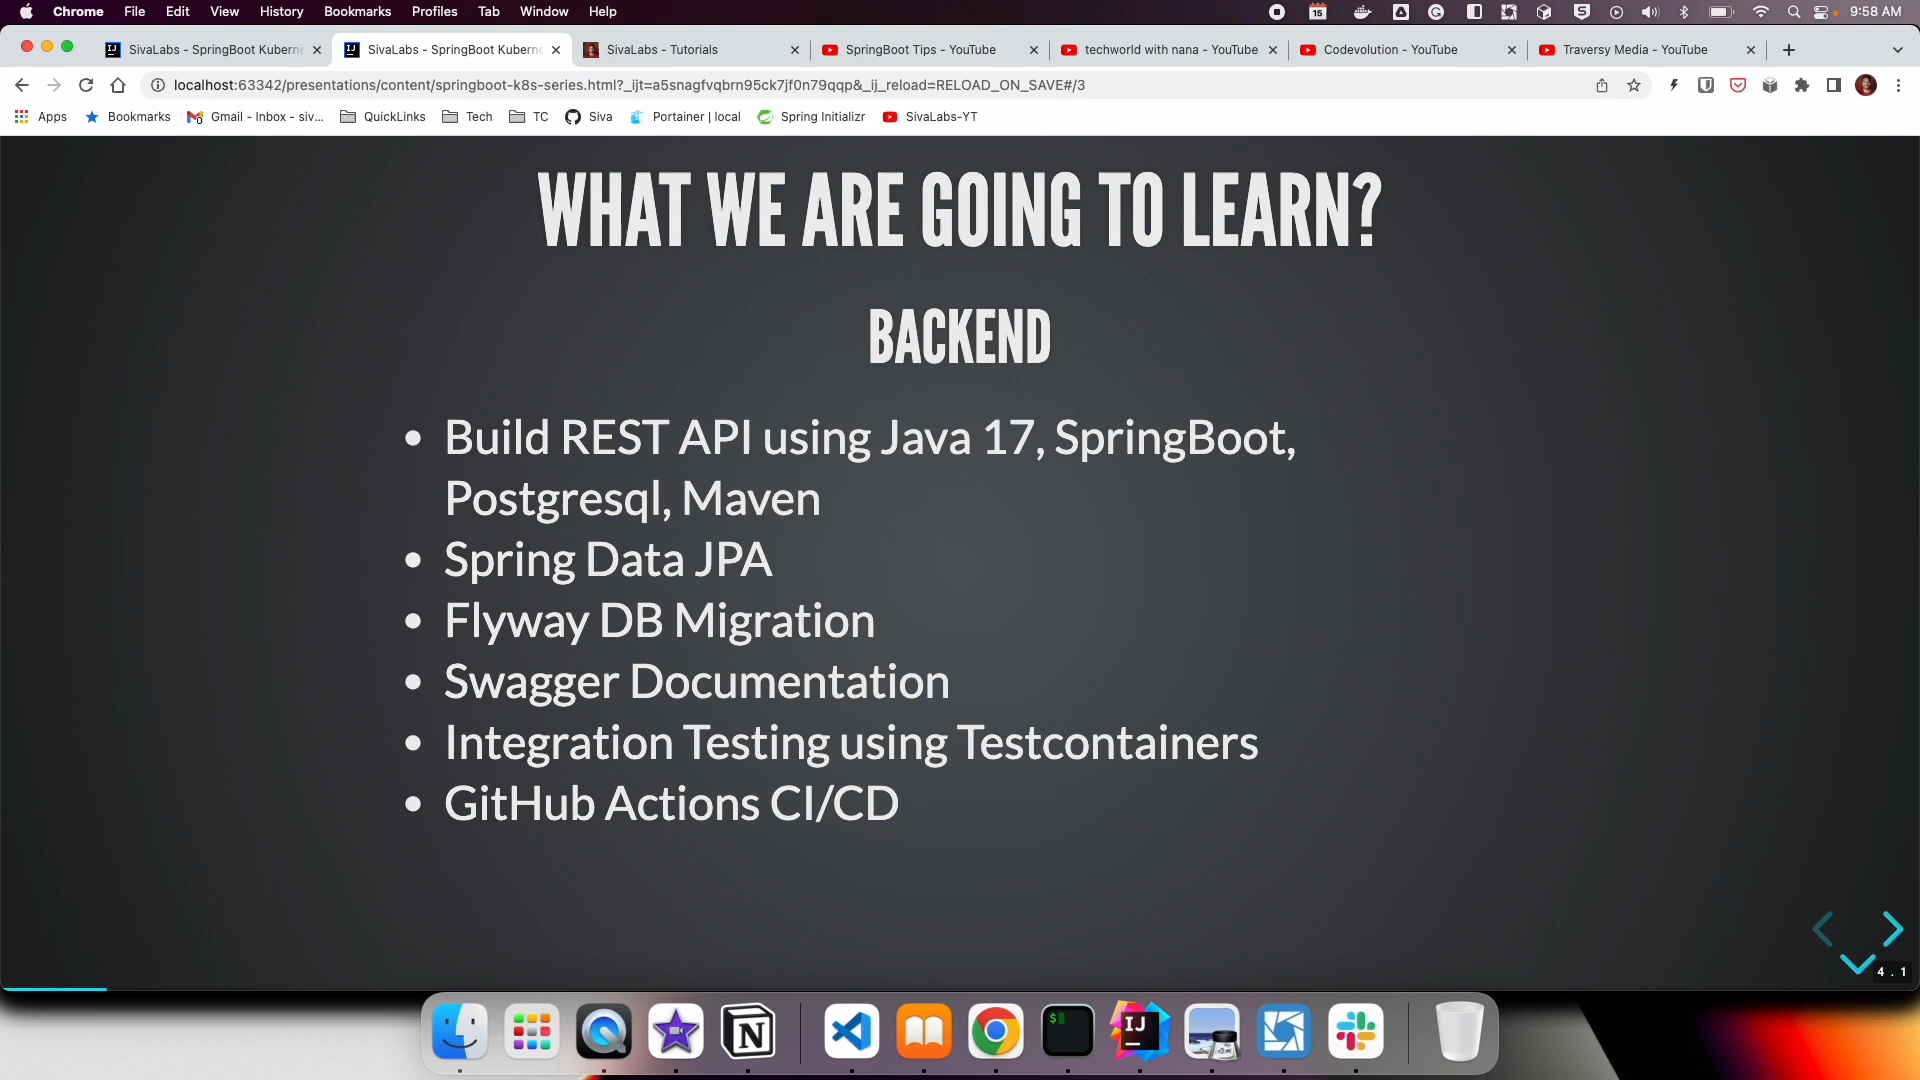 Chrome File Edit View History Bookmarks Profiles Tab Window Help 15 9:58 AM
SivaLabs - SpringBoot Kuberne SivaLabs - SpringBoot Kuberne SivaLabs - Tutorials SpringBoot Tips - YouTube techworld with nana - YouTube Codevolution - YouTube Traversy Media - YouTube
localhost:63342/presentations/content/springboot-k8s-series.html?_ijt=a5snagfvqbrn95ck7jf0n79qqp&_ij_reload=RELOAD_ON_SAVE#/3
Apps Bookmarks Gmail - Inbox - siv... QuickLinks Tech TC Siva Portainer | local Spring Initializr SivaLabs-YT
WHAT WE ARE GOING TO LEARN?
BACKEND
• Build REST API using Java 17, SpringBoot,
Postgresql, Maven
• Spring Data JPA
• Flyway DB Migration
• Swagger Documentation
• Integration Testing using Testcontainers
• GitHub Actions CI/CD
4 . 1